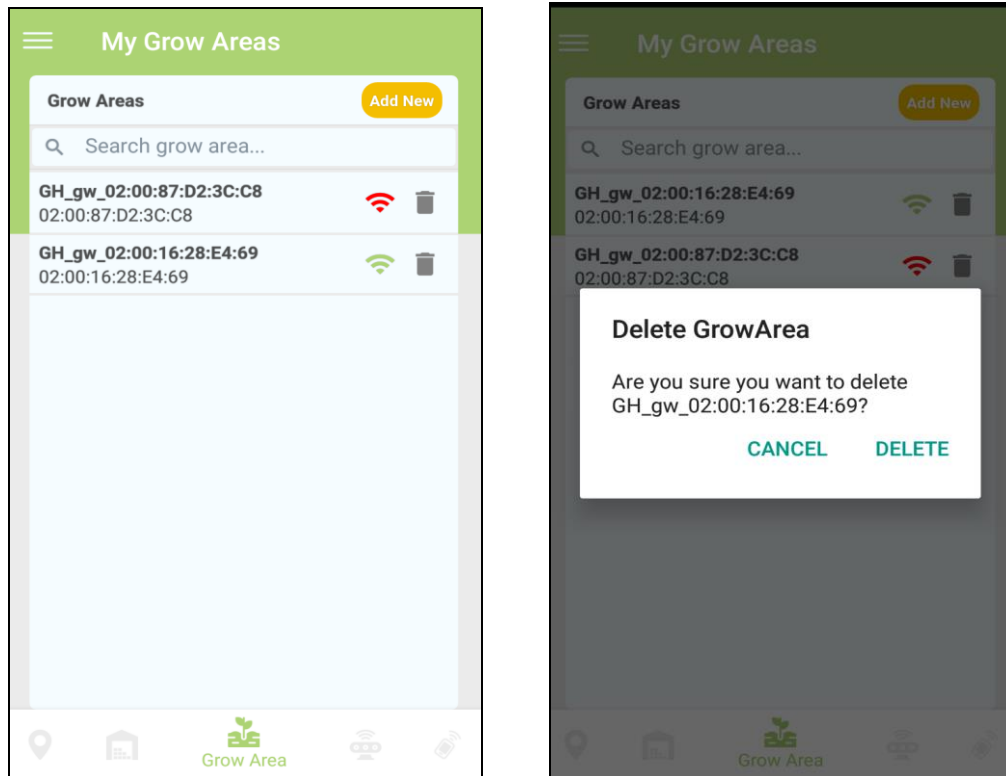 My Grow Areas
Grow Areas
Add New
Search grow area...
GH_gw_02:00:87:D2:3C:C8
02:00:87:D2:3C:C8
GH_gw_02:00:16:28:E4:69
02:00:16:28:E4:69
Grow Area
My Grow Areas
Grow Areas
Add New
Search grow area...
GH_gw_02:00:16:28:E4:69
02:00:16:28:E4:69
GH_gw_02:00:87:D2:3C:C8
02:00:87:D2:3C:C8
Delete GrowArea
Are you sure you want to delete
GH_gw_02:00:16:28:E4:69?
CANCEL DELETE
Grow Area